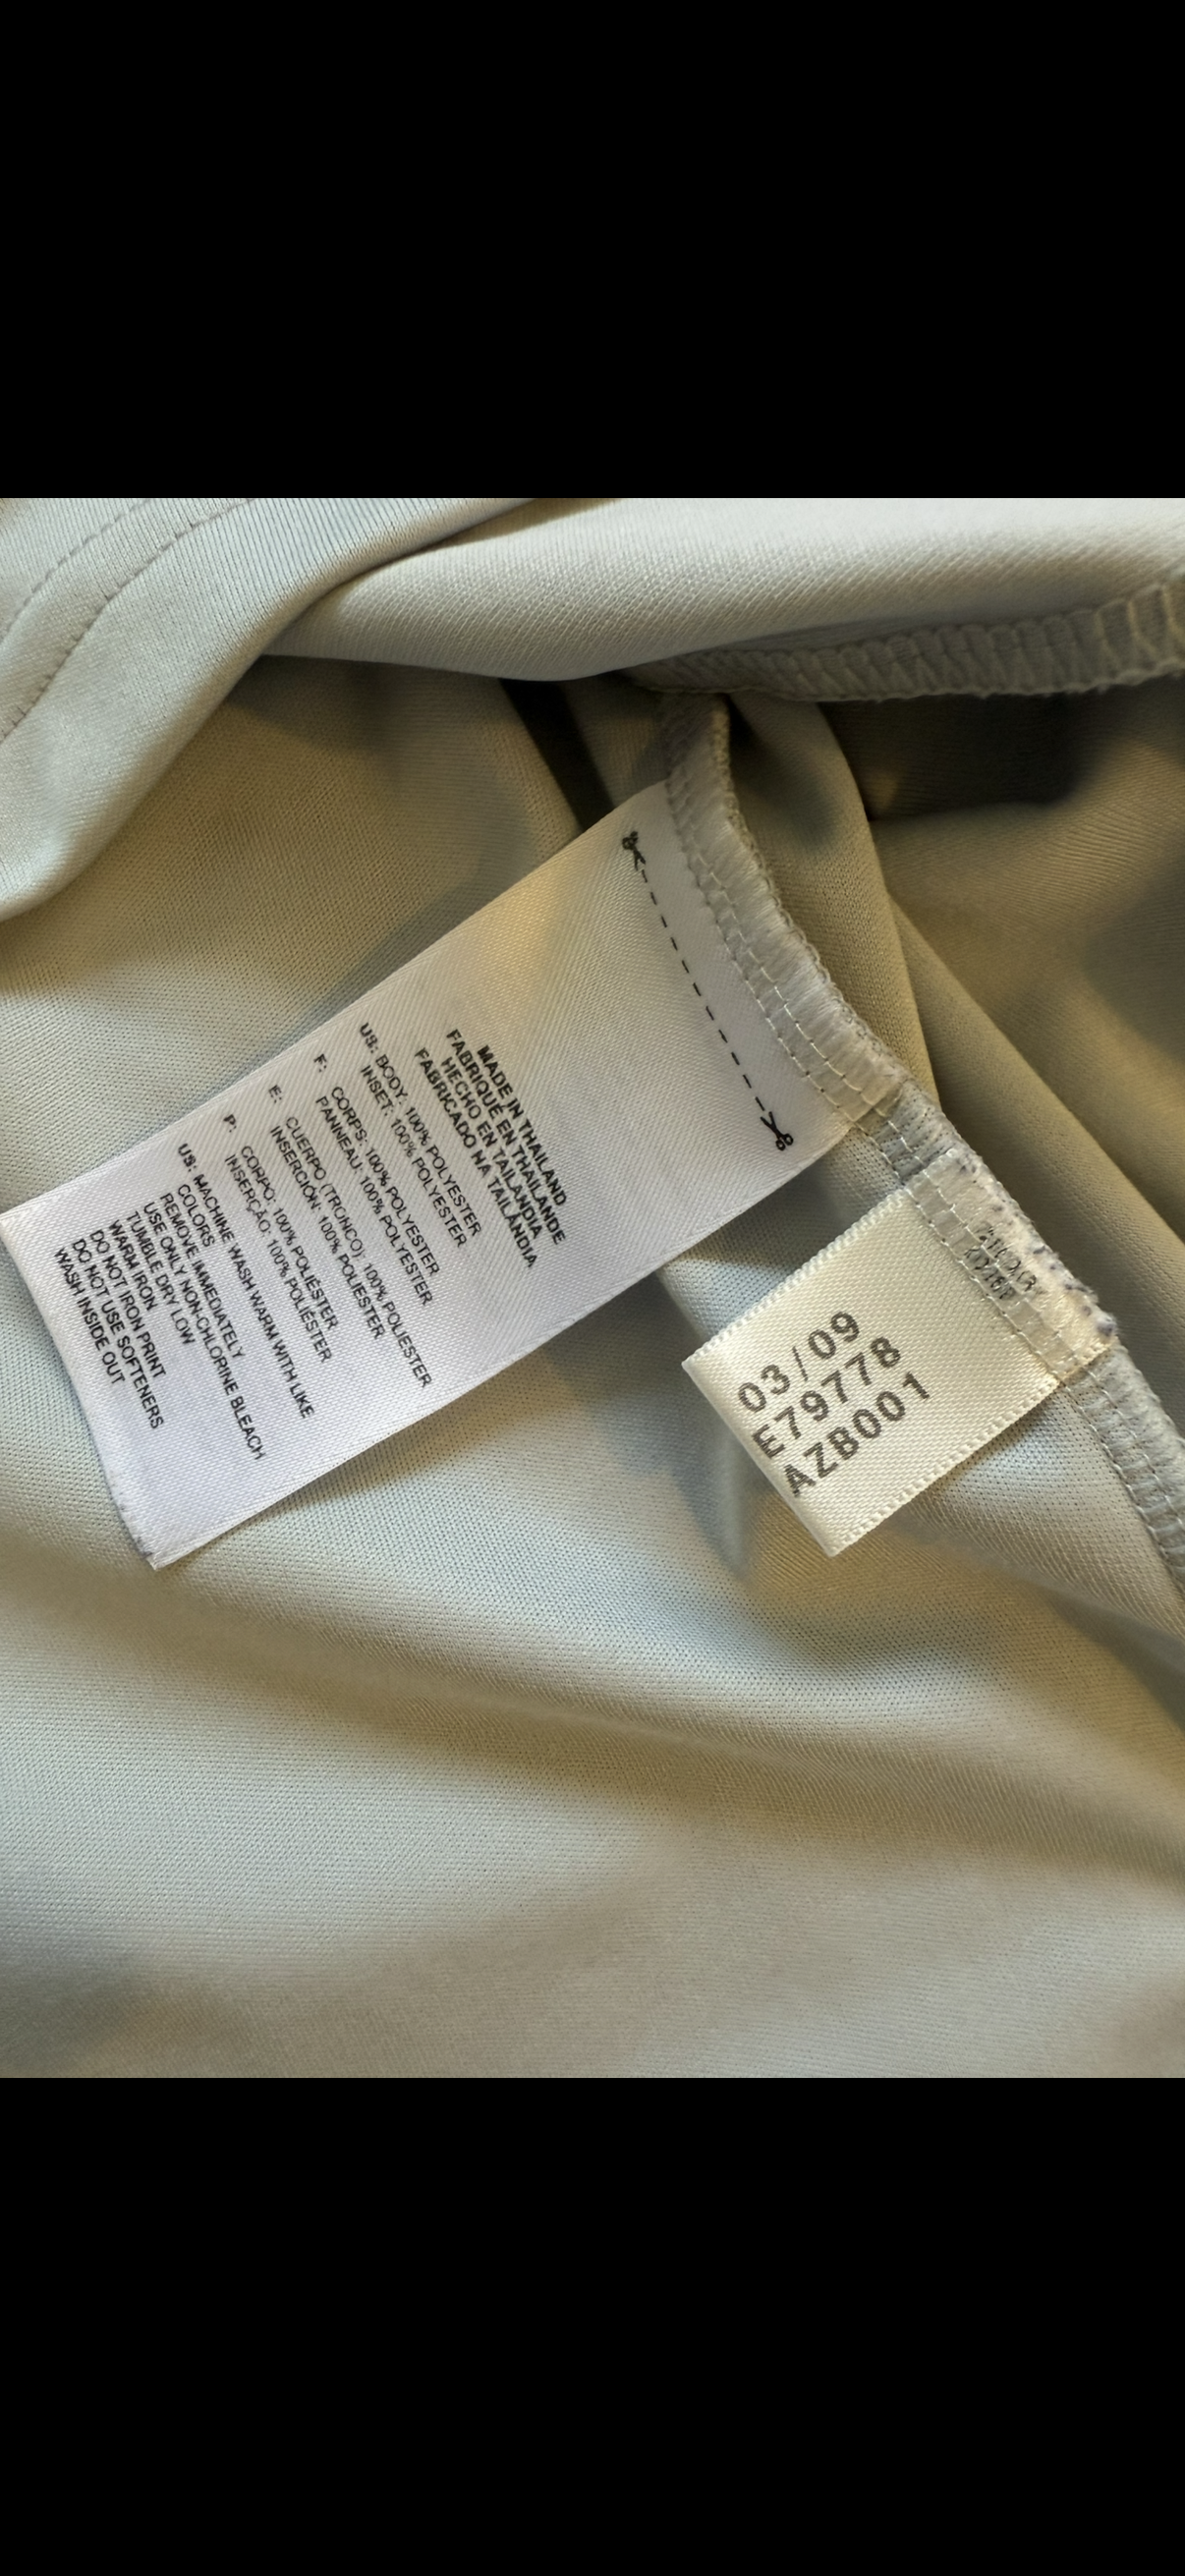 MADE IN THAILAND
FABRIQUÉ EN THAILANDE
HECHO EN TAILANDIA
FABRICADO NA TAILÂNDIA
US: BODY: 100% POLYESTER
INSET: 100% POLYESTER
F: CORPS: 100% POLYESTER
PANNEAU: 100% POLYESTER
E: CUERPO (TRONCO): 100% POLIESTER
INSERCIÓN: 100% POLIESTER
P: CORPO: 100% POLIÉSTER
INSERÇÃO: 100% POLIÉSTER
US: MACHINE WASH WARM WITH LIKE
COLORS
REMOVE IMMEDIATELY
USE ONLY NON-CHLORINE BLEACH
TUMBLE DRY LOW
WARM IRON
DO NOT IRON PRINT
DO NOT USE SOFTENERS
WASH INSIDE OUT
03/09
E79778
AZB001